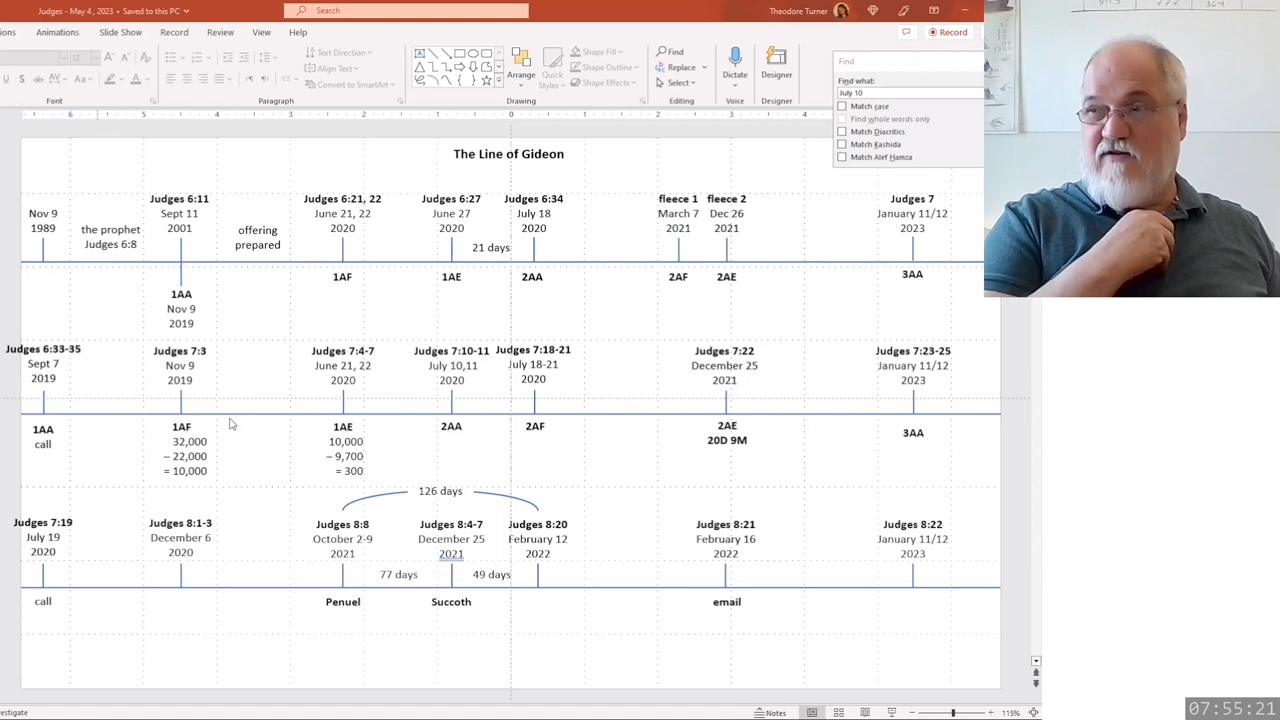 Judges - May 4, 2023 • Saved to this PC
Search
Theodore Turner
Animations Slide Show Record Review View Help
Record
Text Direction
Align Text
Convert to SmartArt
Arrange
Quick Styles
Shape Fill
Shape Outline
Shape Effects
Find
Replace
Select
Dictate
Designer
Font
Paragraph
Drawing
Editing
Voice
Designer
Find
Find what:
July 10
Match case
Find whole words only
Match Diacritics
Match Kashida
Match Alef Hamza
The Line of Gideon
Nov 9
1989
the prophet
Judges 6:8
Judges 6:11
Sept 11
2001
offering
prepared
Judges 6:21, 22
June 21, 22
2020
Judges 6:27
June 27
2020
21 days
Judges 6:34
July 18
2020
fleece 1
March 7
2021
fleece 2
Dec 26
2021
Judges 7
January 11/12
2023
1AA
Nov 9
2019
1AF
1AE
2AA
2AF
2AE
3AA
Judges 6:33-35
Sept 7
2019
Judges 7:3
Nov 9
2019
Judges 7:4-7
June 21, 22
2020
Judges 7:10-11
July 10,11
2020
Judges 7:18-21
July 18-21
2020
Judges 7:22
December 25
2021
Judges 7:23-25
January 11/12
2023
1AA
call
1AF
32,000
– 22,000
= 10,000
1AE
10,000
– 9,700
= 300
2AA
2AF
2AE
20D 9M
3AA
126 days
Judges 7:19
July 19
2020
Judges 8:1-3
December 6
2020
Judges 8:8
October 2-9
2021
77 days
Judges 8:4-7
December 25
2021
49 days
Judges 8:20
February 12
2022
Judges 8:21
February 16
2022
Judges 8:22
January 11/12
2023
call
Penuel
Succoth
email
Notes
115%
07:55:21